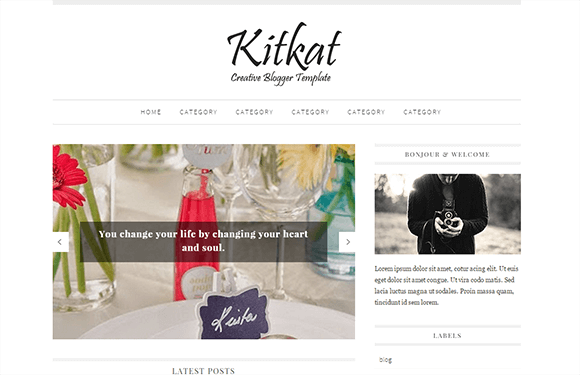 Kitkat
Creative Blogger Template
HOME CATEGORY CATEGORY CATEGORY CATEGORY CATEGORY
You change your life by changing your heart
and soul.
BONJOUR & WELCOME
Lorem ipsum dolor sit amet, cotur acing elit. Ut euis
eget dolor sit amet congue. Ut vira codo matis. Sed
lacia luctus magna ut sodales. Proin massa quam,
tincidunt id sem lorem.
LABELS
blog
LATEST POSTS